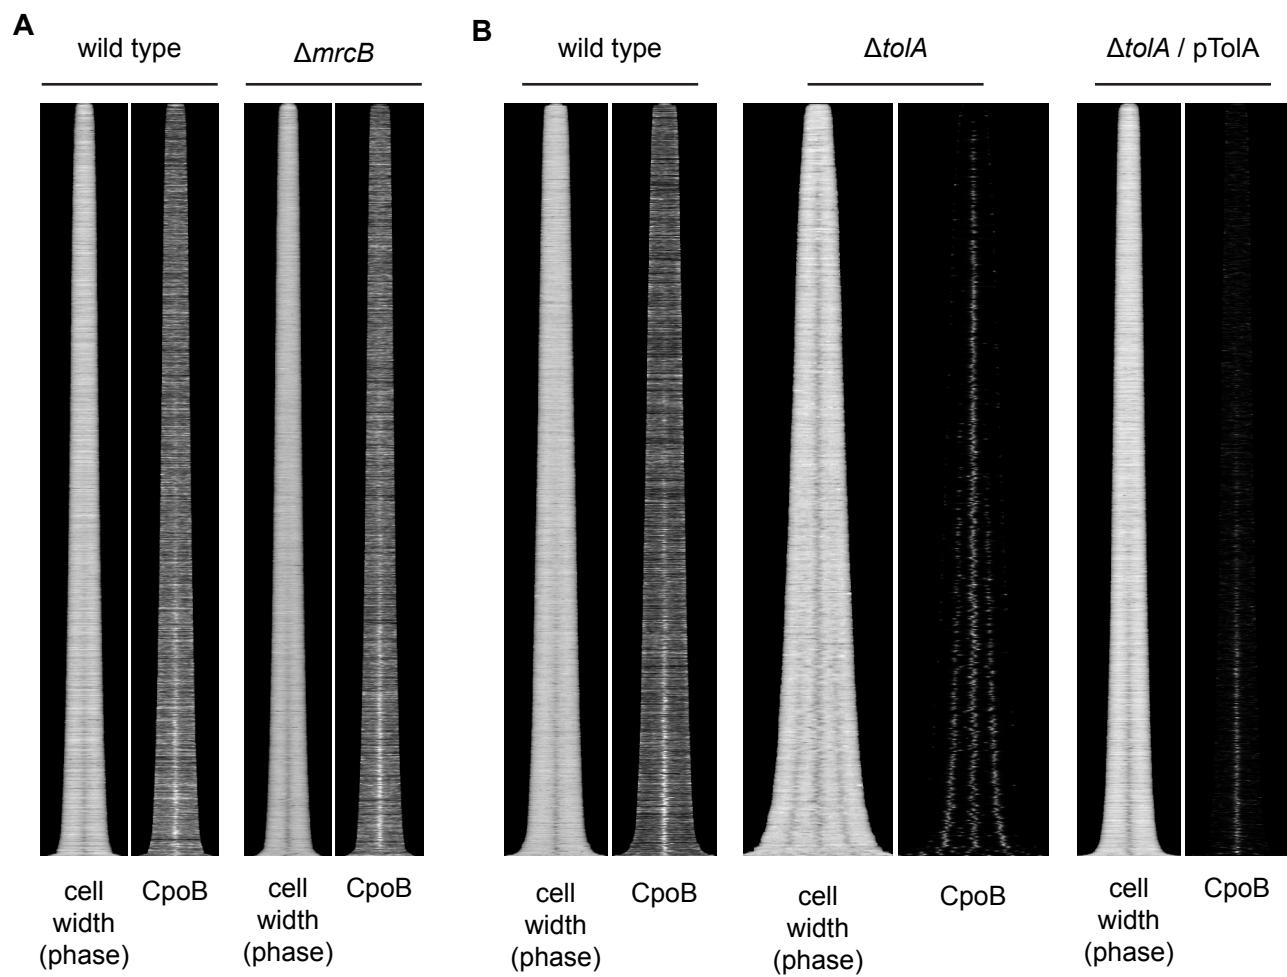 A
wild type
ΔmrcB
cell
width
(phase)
CpoB
cell
width
(phase)
CpoB
B
wild type
ΔtolA
ΔtolA / pTolA
cell
width
(phase)
CpoB
cell
width
(phase)
CpoB
cell
width
(phase)
CpoB